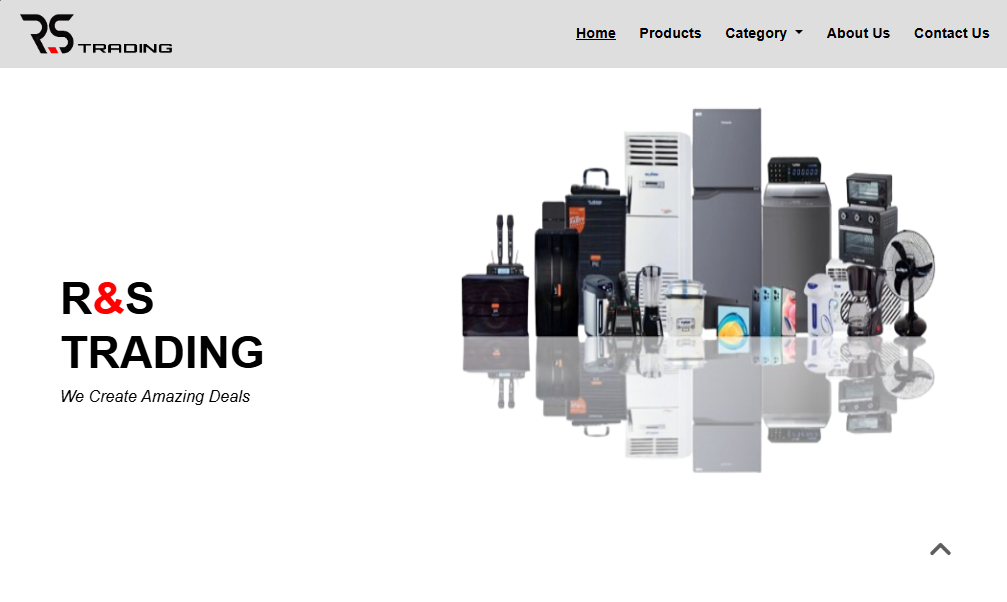 RS TRADING
Home Products Category About Us Contact Us
R&S
TRADING
We Create Amazing Deals